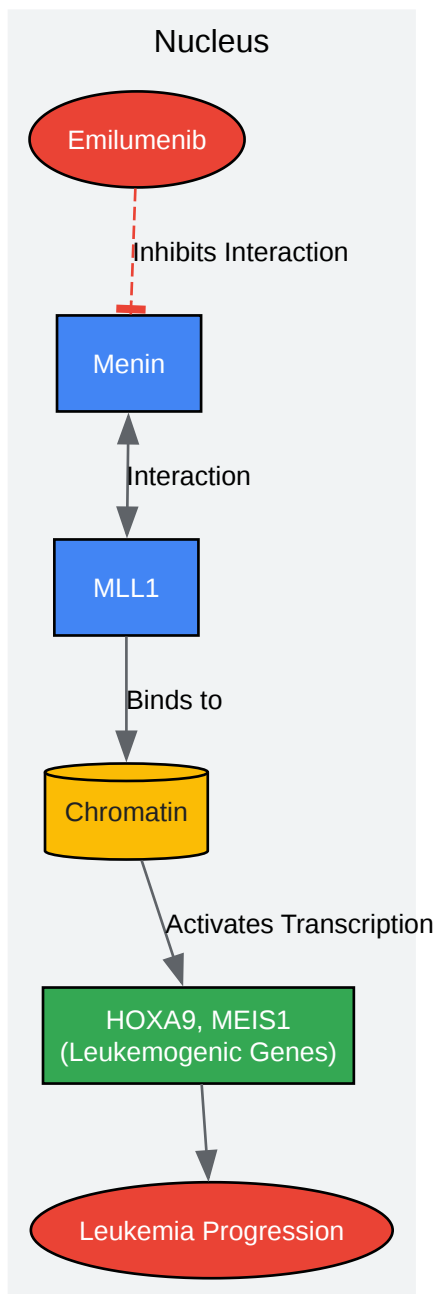 Nucleus
Emilumenib
Inhibits Interaction
Menin
Interaction
MLL1
Binds to
Chromatin
Activates Transcription
HOXA9, MEIS1
(Leukemogenic Genes)
Leukemia Progression